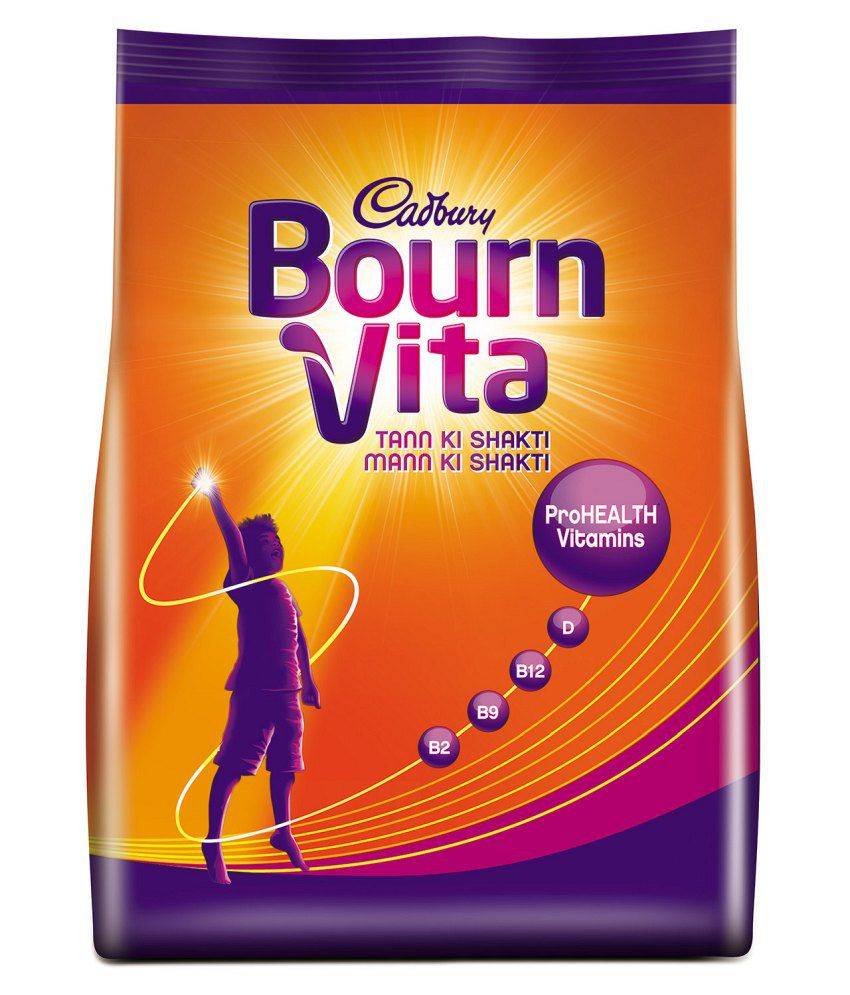 Cadbury
Bourn
Vita
TANN KI SHAKTI
MANN KI SHAKTI
ProHEALTH
Vitamins
D
B12
B9
B2